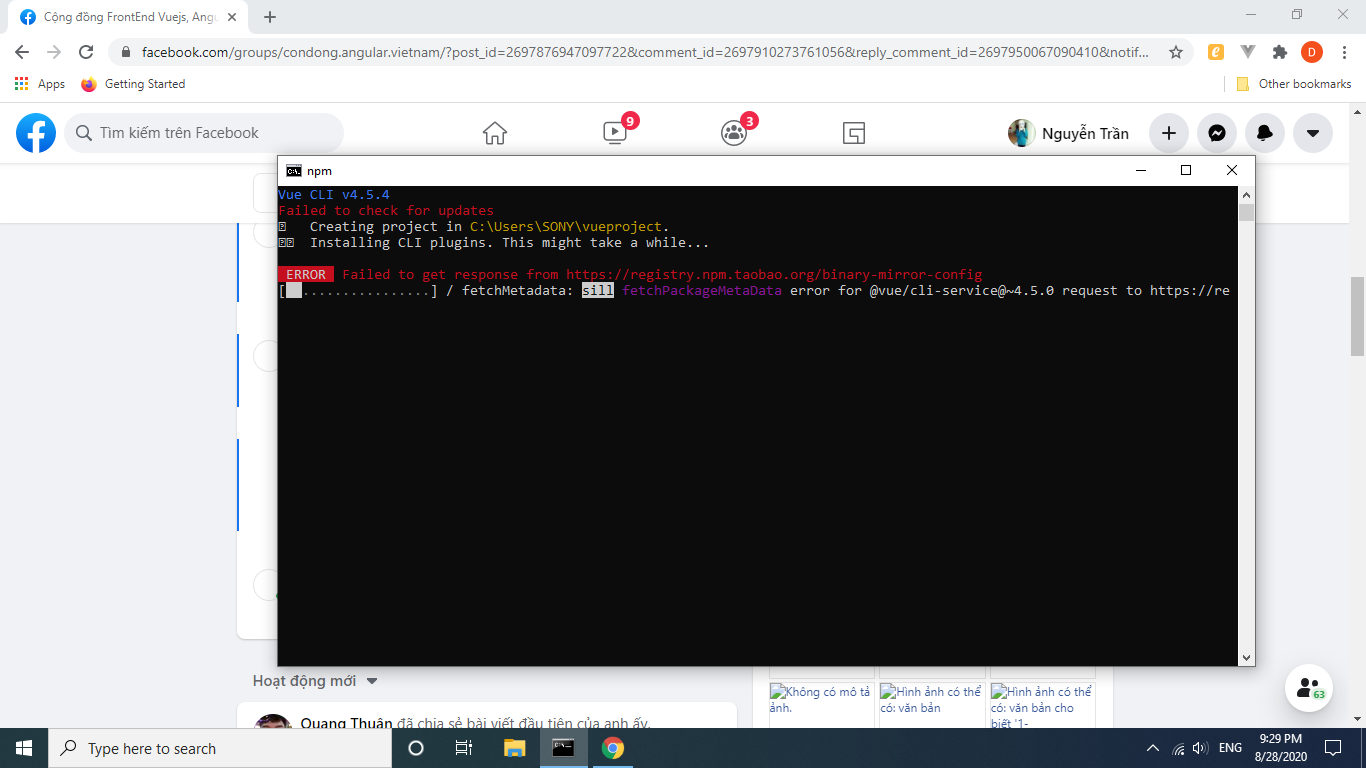 Cộng đồng FrontEnd Vuejs, Angu
facebook.com/groups/condong.angular.vietnam/?post_id=2697876947097722&comment_id=2697910273761056&reply_comment_id=2697950067090410&notif...
D
Apps
Getting Started
Other bookmarks
Tìm kiếm trên Facebook
9
3
Nguyễn Trần
npm
Vue CLI v4.5.4
Failed to check for updates
Creating project in C:\Users\SONY\vueproject.
Installing CLI plugins. This might take a while...
ERROR Failed to get response from https://registry.npm.taobao.org/binary-mirror-config
[  ................] / fetchMetadata: sill fetchPackageMetaData error for @vue/cli-service@~4.5.0 request to https://re
Hoạt động mới
Quang Thuận đã chia sẻ bài viết đầu tiên của anh ấy.
Không có mô tả ảnh.
Hình ảnh có thể có: văn bản
Hình ảnh có thể có: văn bản cho biết '1-
63
Type here to search
ENG
9:29 PM
8/28/2020